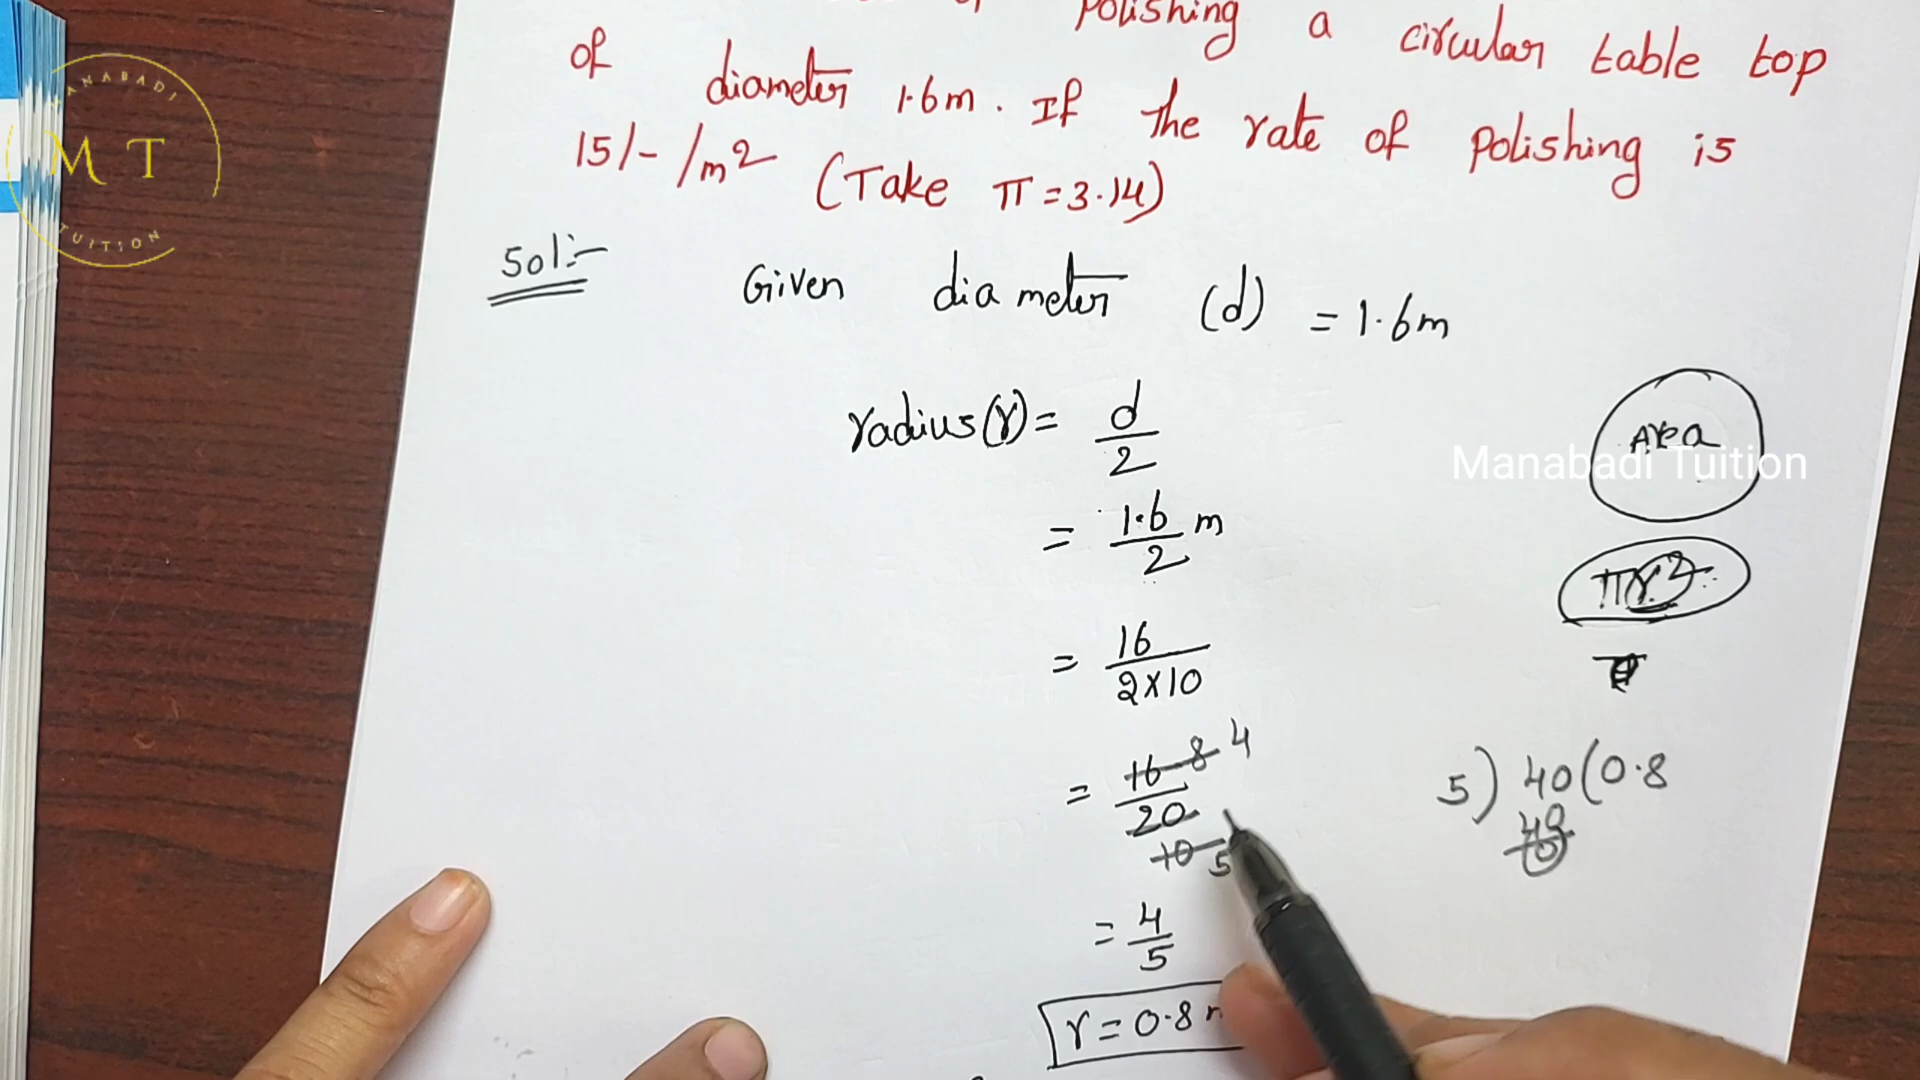 Polishing a circular table top
of diameter 1.6m. If the rate of Polishing is
15/- /m2 (Take π = 3.14)
Sol:-
Given diameter (d) = 1.6m
radius(r) = d/2
= 1.6/2 m
= 16/2×10
= 16 8 4/20 10 5
= 4/5
r = 0.8
Area
πr2
5) 40 (0.8
40
0
MANABADI
MT
TUITION
Manabadi Tuition